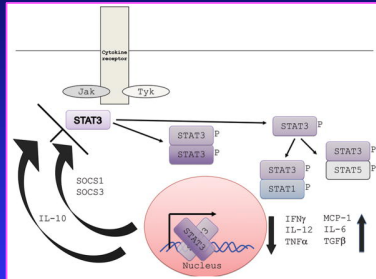 Cytokine
receptor
Jak
Tyk
STAT3
STAT3 P
STAT3 P
STAT3 P
STAT3 P
STAT1 P
STAT3 P
STAT5 P
SOCS1
SOCS3
IL-10
STAT3
3
Nucleus
IFNγ
IL-12
TNFα
MCP-1
IL-6
TGFβ